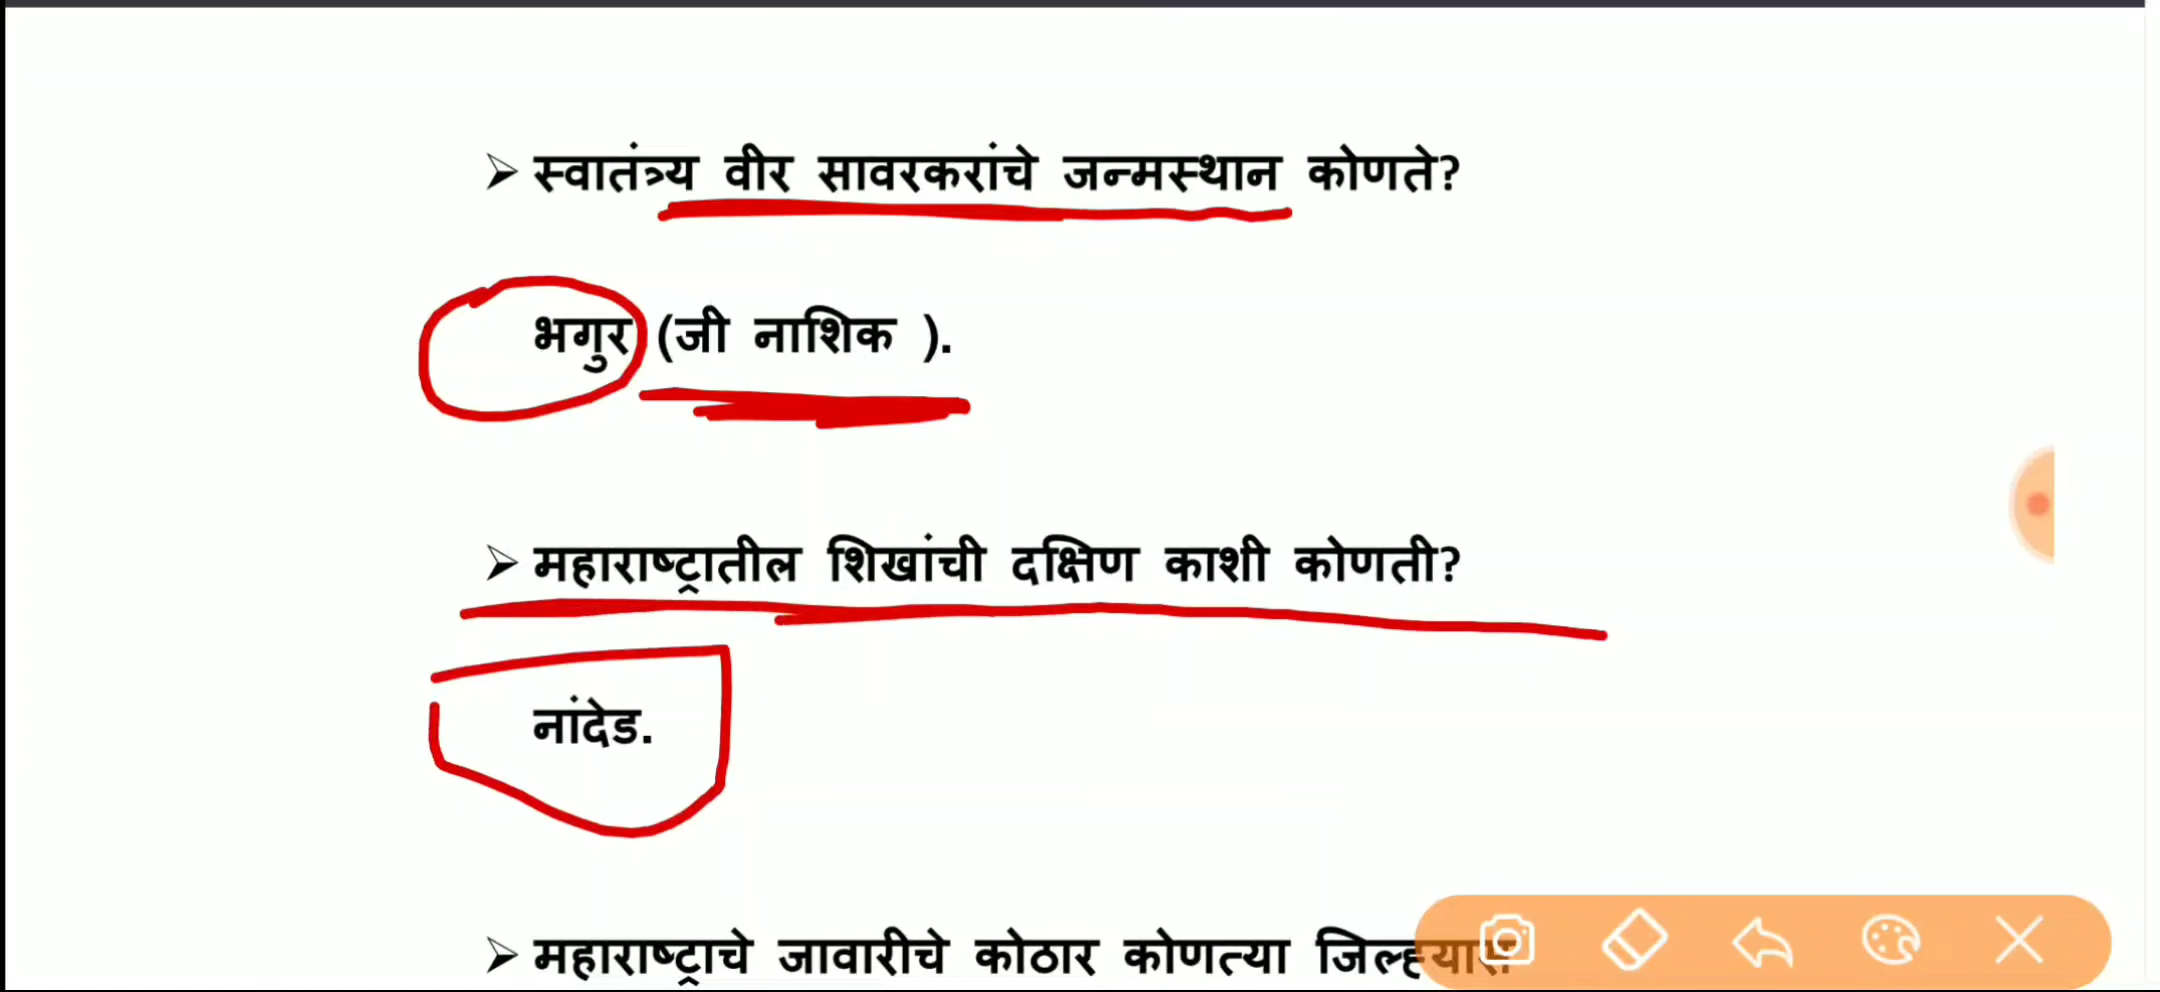 ➢ स्वातंत्र्य वीर सावरकरांचे जन्मस्थान कोणते?
भगुर (जी नाशिक ).
➢ महाराष्ट्रातील शिखांची दक्षिण काशी कोणती?
नांदेड.
➢ महाराष्ट्राचे जावारीचे कोठार कोणत्या